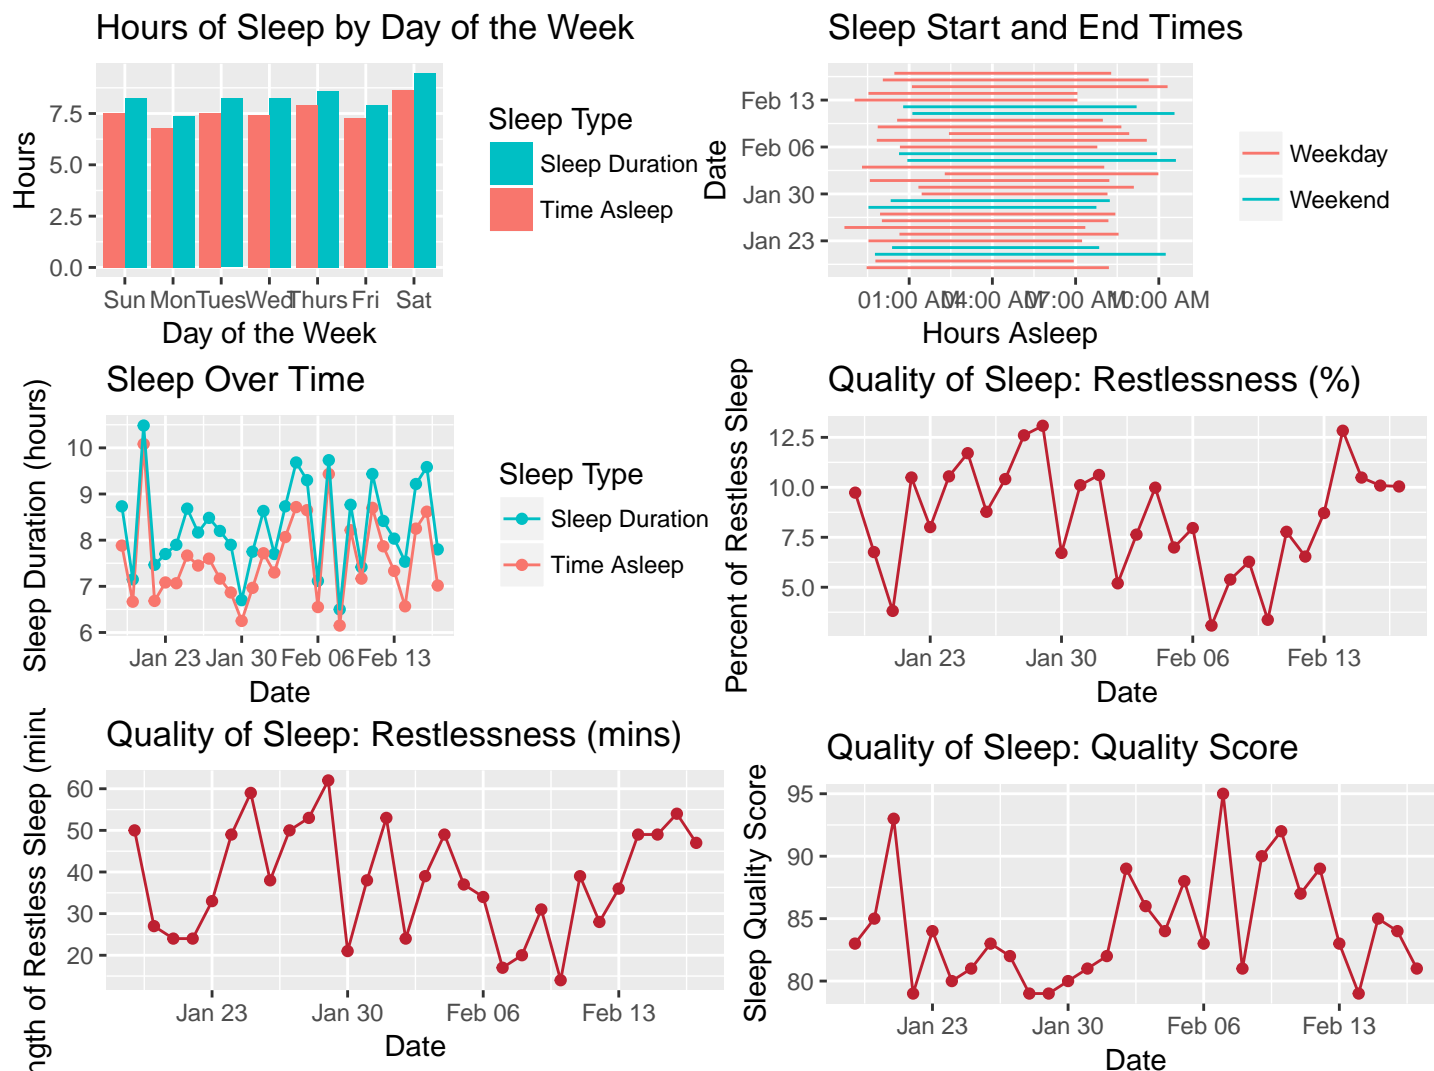 Hours of Sleep by Day of the Week
Hours
7.5
5.0
2.5
0.0
Sun Mon Tues Wed Thurs Fri Sat
Day of the Week
Sleep Type
Sleep Duration
Time Asleep
Sleep Start and End Times
Date
Feb 13
Feb 06
Jan 30
Jan 23
01:00 AM 04:00 AM 07:00 AM 10:00 AM
Hours Asleep
Weekday
Weekend
Sleep Over Time
Sleep Duration (hours)
10
9
8
7
6
Jan 23 Jan 30 Feb 06 Feb 13
Date
Sleep Type
Sleep Duration
Time Asleep
Quality of Sleep: Restlessness (%)
Percent of Restless Sleep
12.5
10.0
7.5
5.0
Jan 23 Jan 30 Feb 06 Feb 13
Date
Quality of Sleep: Restlessness (mins)
ngth of Restless Sleep (minu
60
50
40
30
20
Jan 23 Jan 30 Feb 06 Feb 13
Date
Quality of Sleep: Quality Score
Sleep Quality Score
95
90
85
80
Jan 23 Jan 30 Feb 06 Feb 13
Date